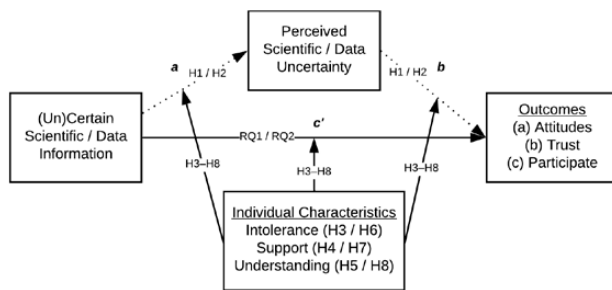 Perceived
Scientific / Data
Uncertainty
a
H1 / H2
b
H1 / H2
(Un)Certain
Scientific / Data
Information
c'
RQ1 / RQ2
Outcomes
(a) Attitudes
(b) Trust
(c) Participate
H3–H8
H3–H8
H3–H8
Individual Characteristics
Intolerance (H3 / H6)
Support (H4 / H7)
Understanding (H5 / H8)